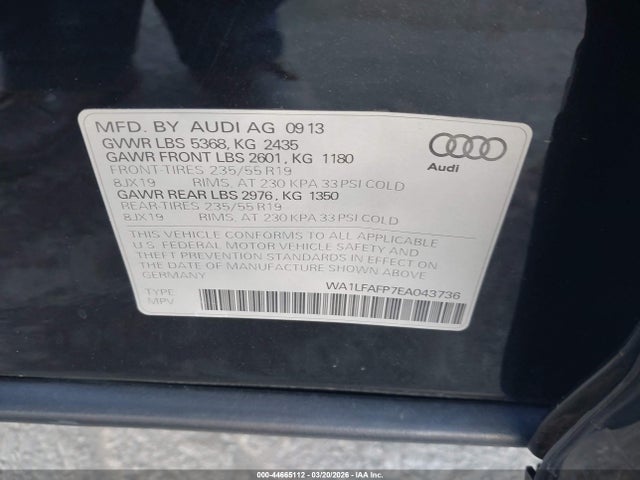 MFD. BY AUDI AG 09 13
GVWR LBS 5368, KG 2435
GAWR FRONT LBS 2601, KG 1180
FRONT-TIRES 235/55 R19
8JX19 RIMS, AT 230 KPA 33 PSI COLD
GAWR REAR LBS 2976, KG 1350
REAR-TIRES 235/55 R19
8JX19 RIMS, AT 230 KPA 33 PSI COLD
THIS VEHICLE CONFORMS TO ALL APPLICABLE
U.S. FEDERAL MOTOR VEHICLE SAFETY AND
THEFT PREVENTION STANDARDS IN EFFECT ON
THE DATE OF MANUFACTURE SHOWN ABOVE
GERMANY
TYPE:
MPV
WA1LFAFP7EA043736
Audi
000-44665112 - 03/20/2026 - IAAI.COM